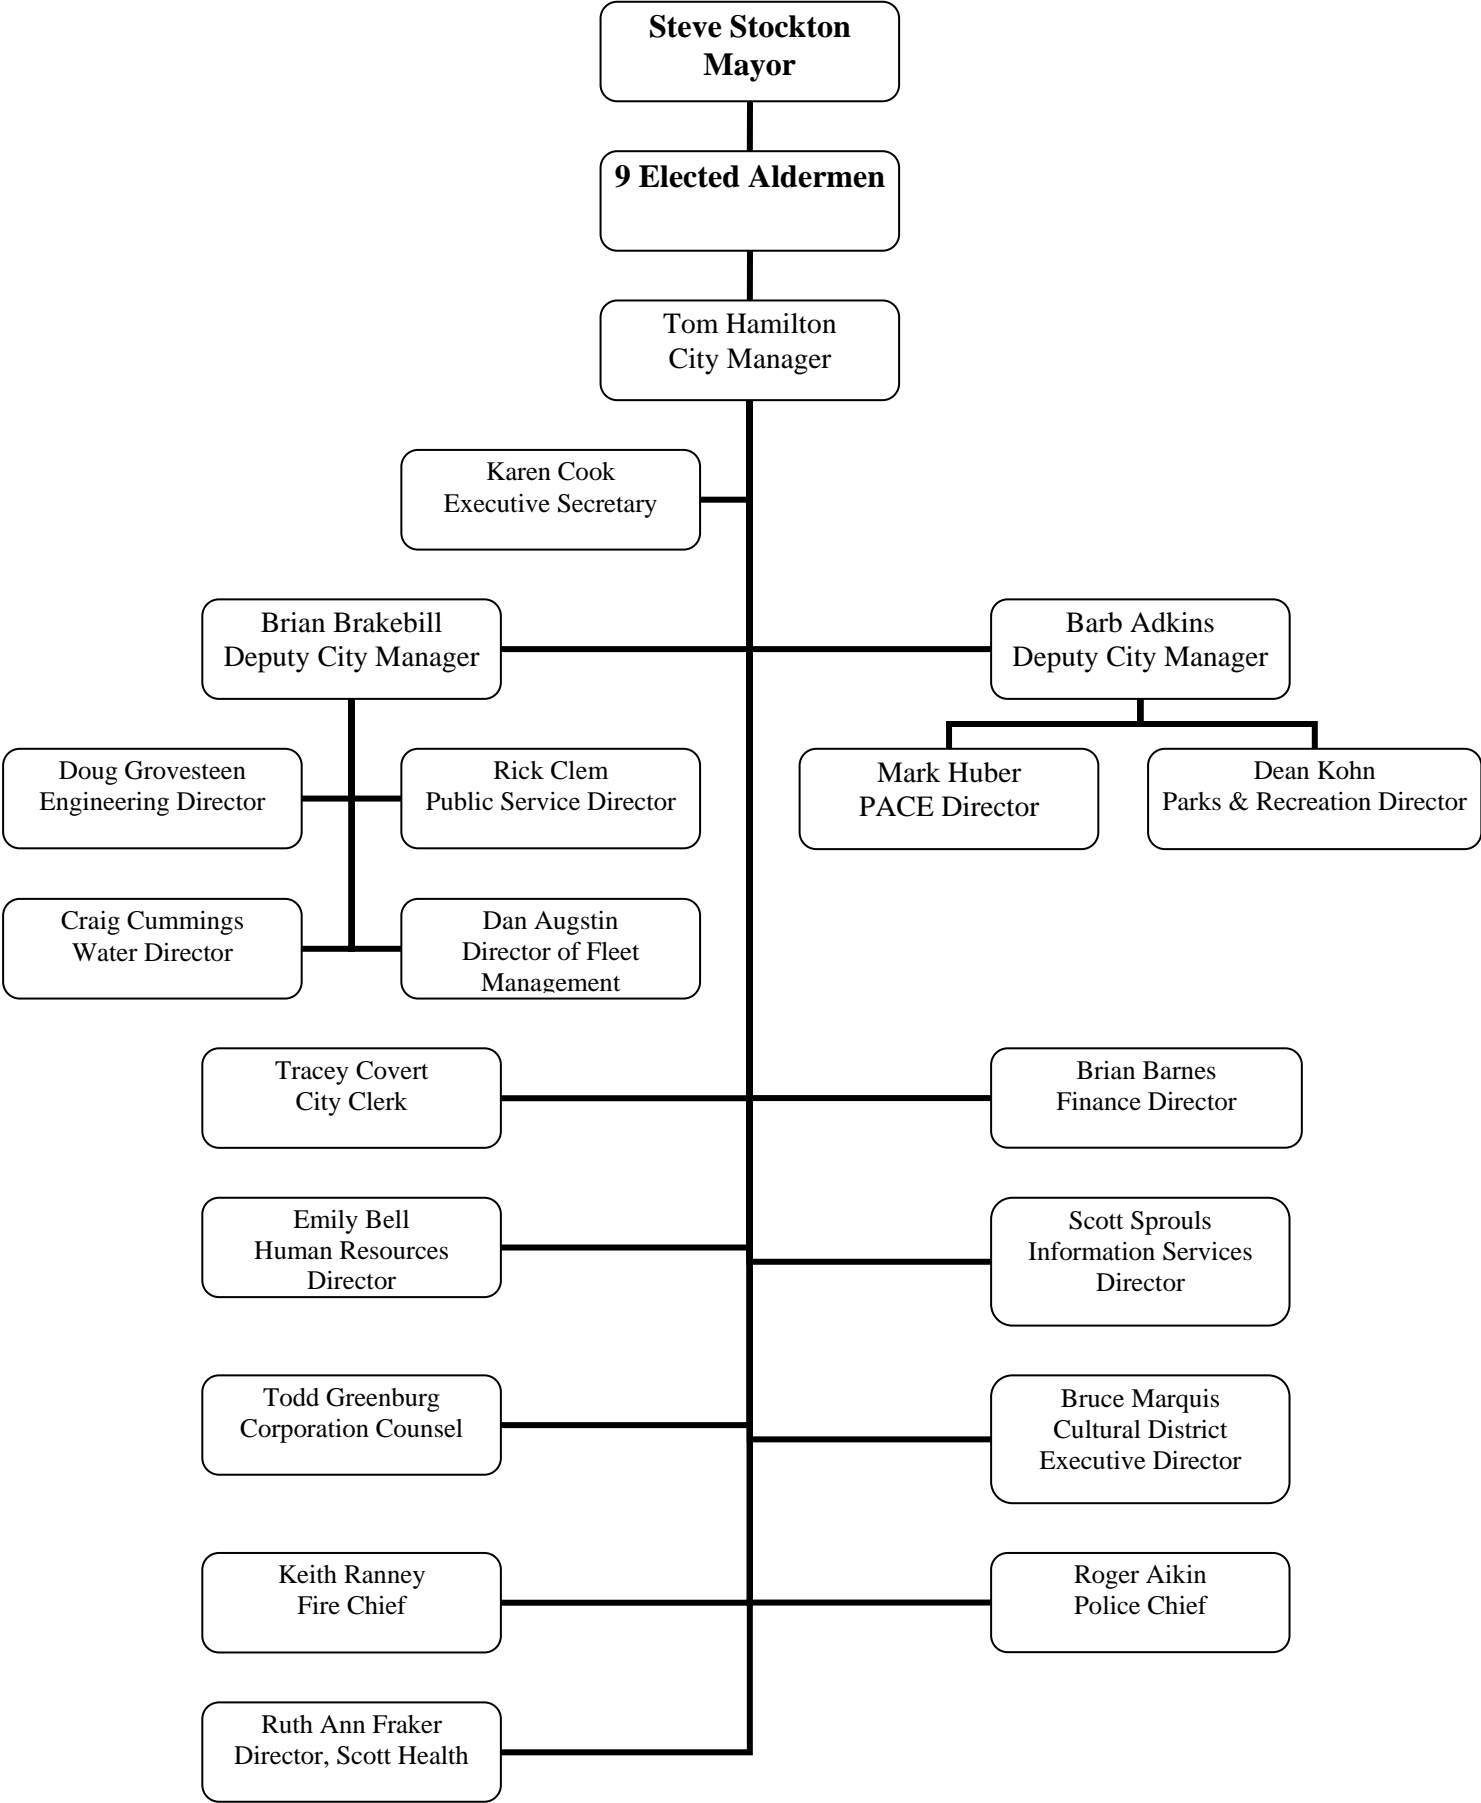 Steve Stockton
Mayor
9 Elected Aldermen
Tom Hamilton
City Manager
Karen Cook
Executive Secretary
Brian Brakebill
Deputy City Manager
Barb Adkins
Deputy City Manager
Doug Grovesteen
Engineering Director
Rick Clem
Public Service Director
Mark Huber
PACE Director
Dean Kohn
Parks & Recreation Director
Craig Cummings
Water Director
Dan Augstin
Director of Fleet
Management
Tracey Covert
City Clerk
Brian Barnes
Finance Director
Emily Bell
Human Resources
Director
Scott Sprouls
Information Services
Director
Todd Greenburg
Corporation Counsel
Bruce Marquis
Cultural District
Executive Director
Keith Ranney
Fire Chief
Roger Aikin
Police Chief
Ruth Ann Fraker
Director, Scott Health